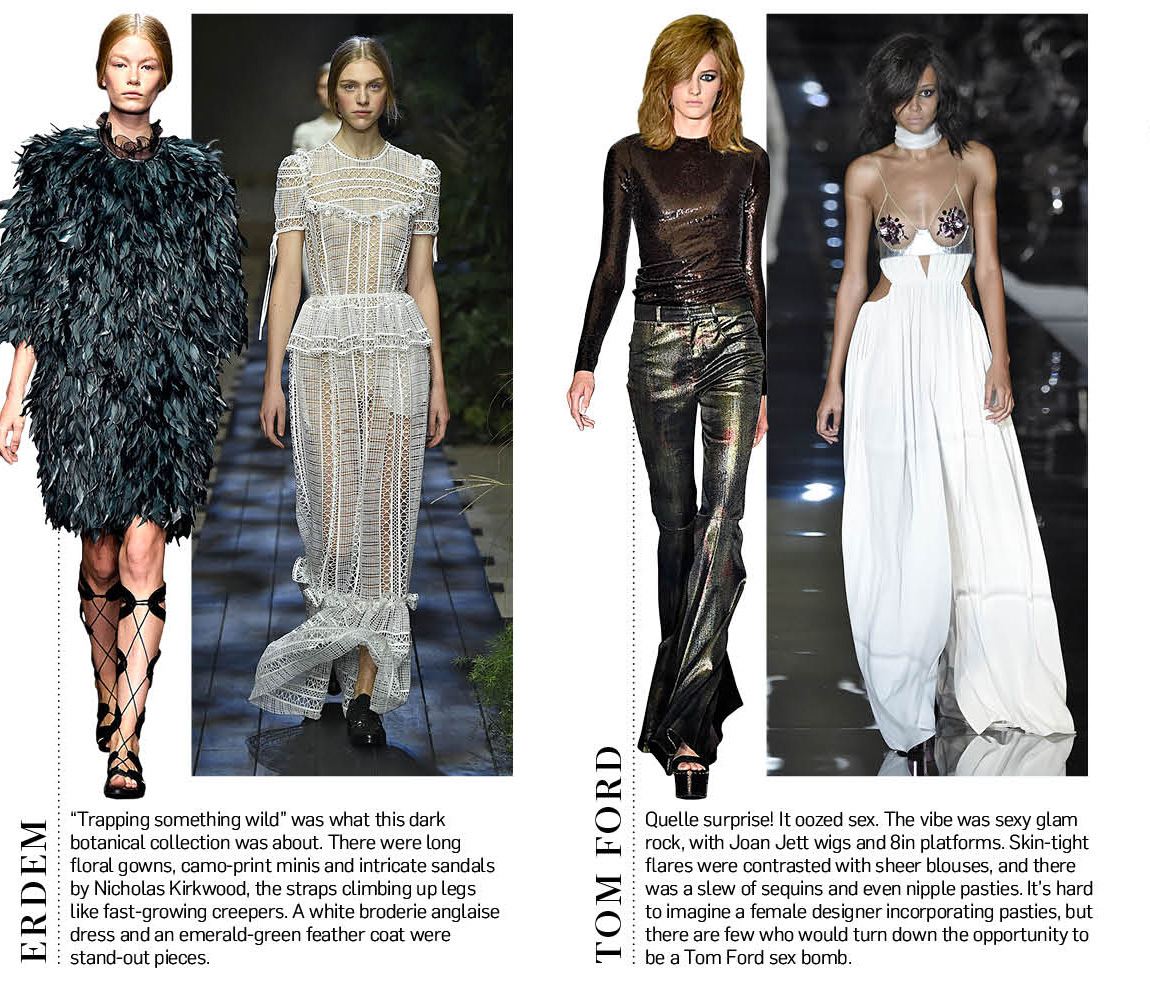 ERDEM
“Trapping something wild” was what this dark
botanical collection was about. There were long
floral gowns, camo-print minis and intricate sandals
by Nicholas Kirkwood, the straps climbing up legs
like fast-growing creepers. A white broderie anglaise
dress and an emerald-green feather coat were
stand-out pieces.
TOM FORD
Quelle surprise! It oozed sex. The vibe was sexy glam
rock, with Joan Jett wigs and 8in platforms. Skin-tight
flares were contrasted with sheer blouses, and there
was a slew of sequins and even nipple pasties. It’s hard
to imagine a female designer incorporating pasties, but
there are few who would turn down the opportunity to
be a Tom Ford sex bomb.